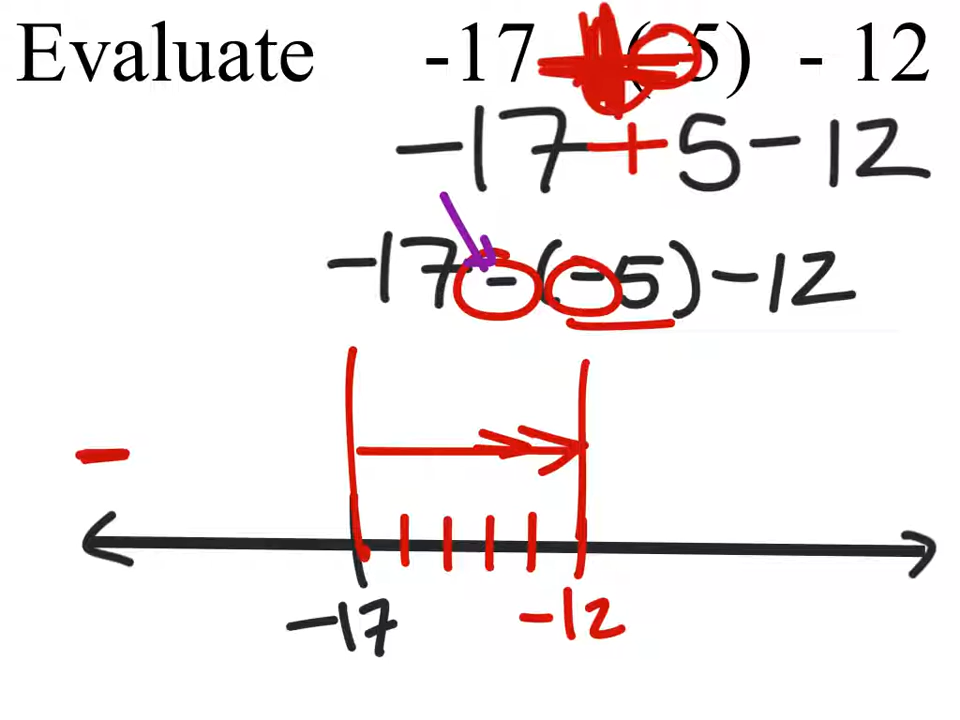 Evaluate -17 (-5) - 12
-17+5-12
-17-(-5)-12
-
-17 -12